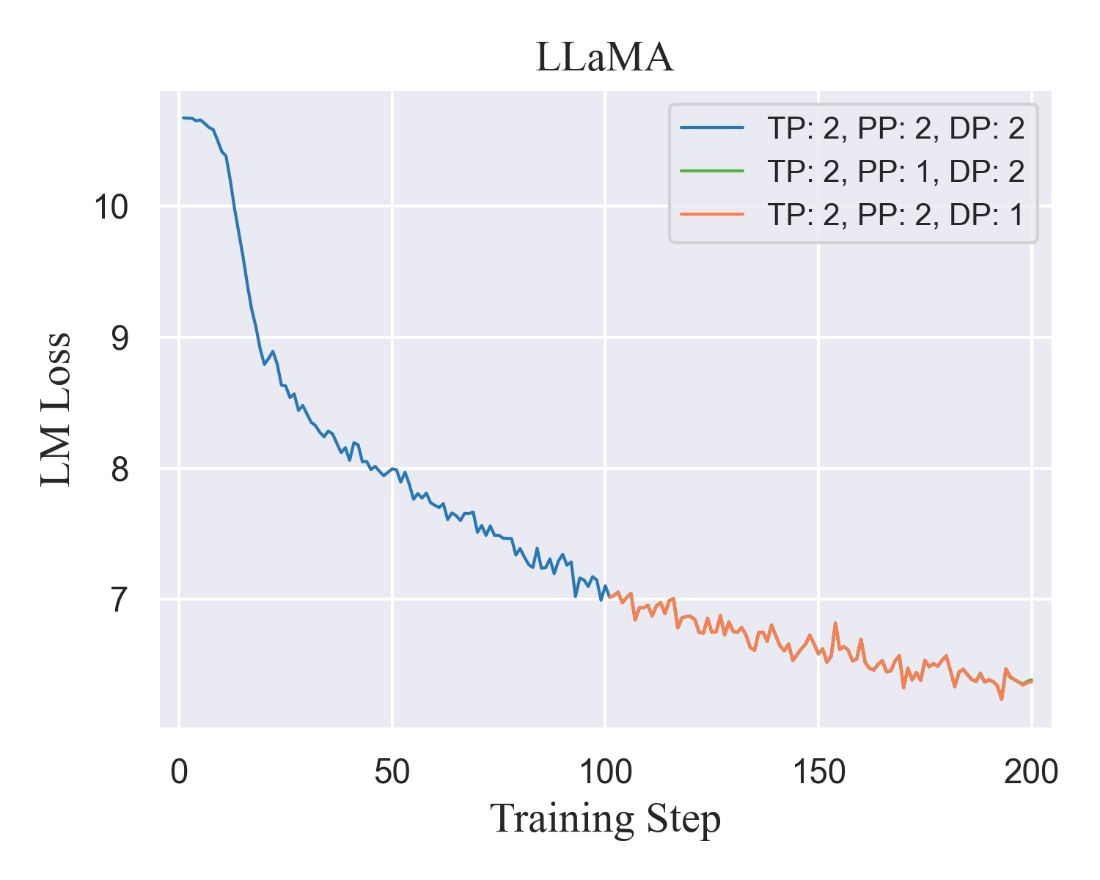 LLaMA
TP: 2, PP: 2, DP: 2
TP: 2, PP: 1, DP: 2
TP: 2, PP: 2, DP: 1
LM Loss
10
9
8
7
0 50 100 150 200
Training Step